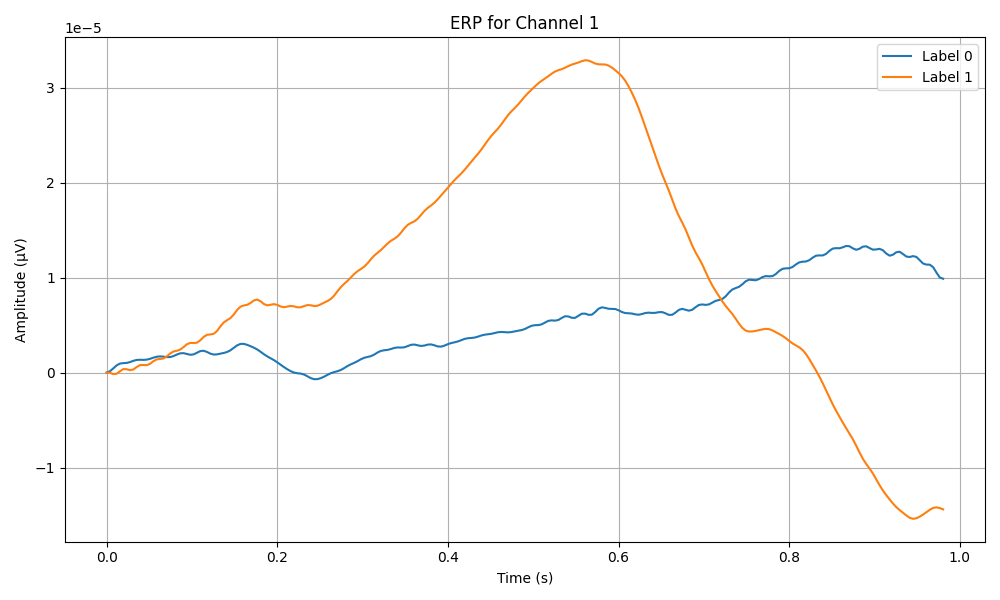 ERP for Channel 1
1e−5
Label 0
Label 1
3
2
1
0
−1
Amplitude (μV)
0.0 0.2 0.4 0.6 0.8 1.0
Time (s)